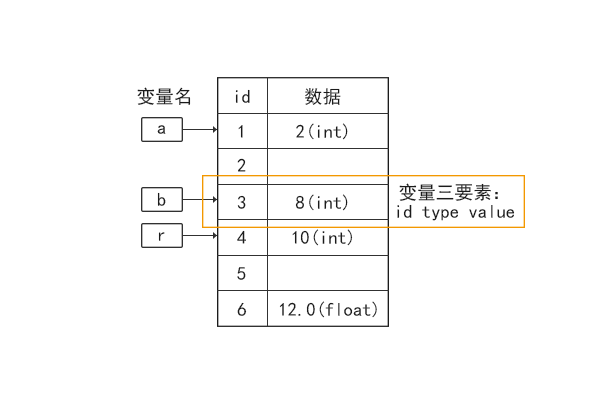 变量名 id 数据
a 1 2(int)
2
b 3 8(int) 变量三要素:
id type value
r 4 10(int)
5
6 12.0(float)